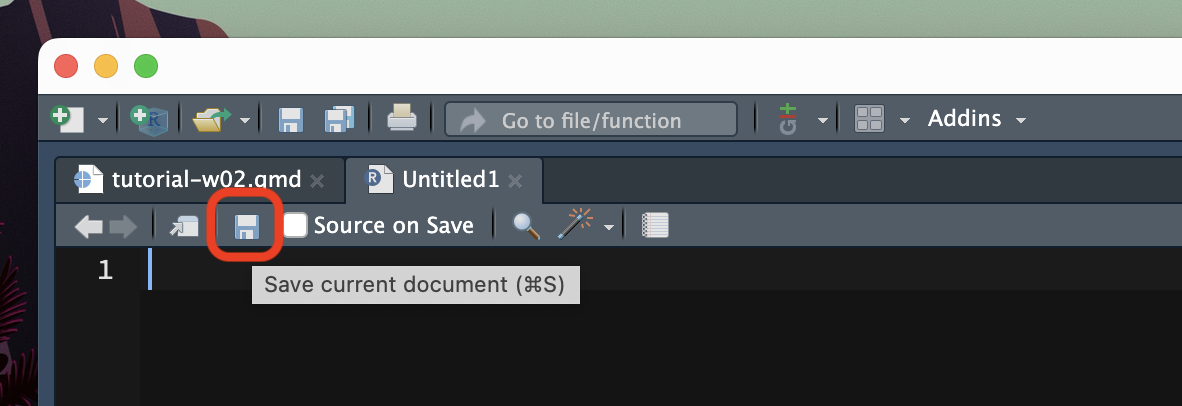 Go to file/function
Addins
tutorial-w02.qmd
Untitled1
Source on Save
1
Save current document (⌘S)